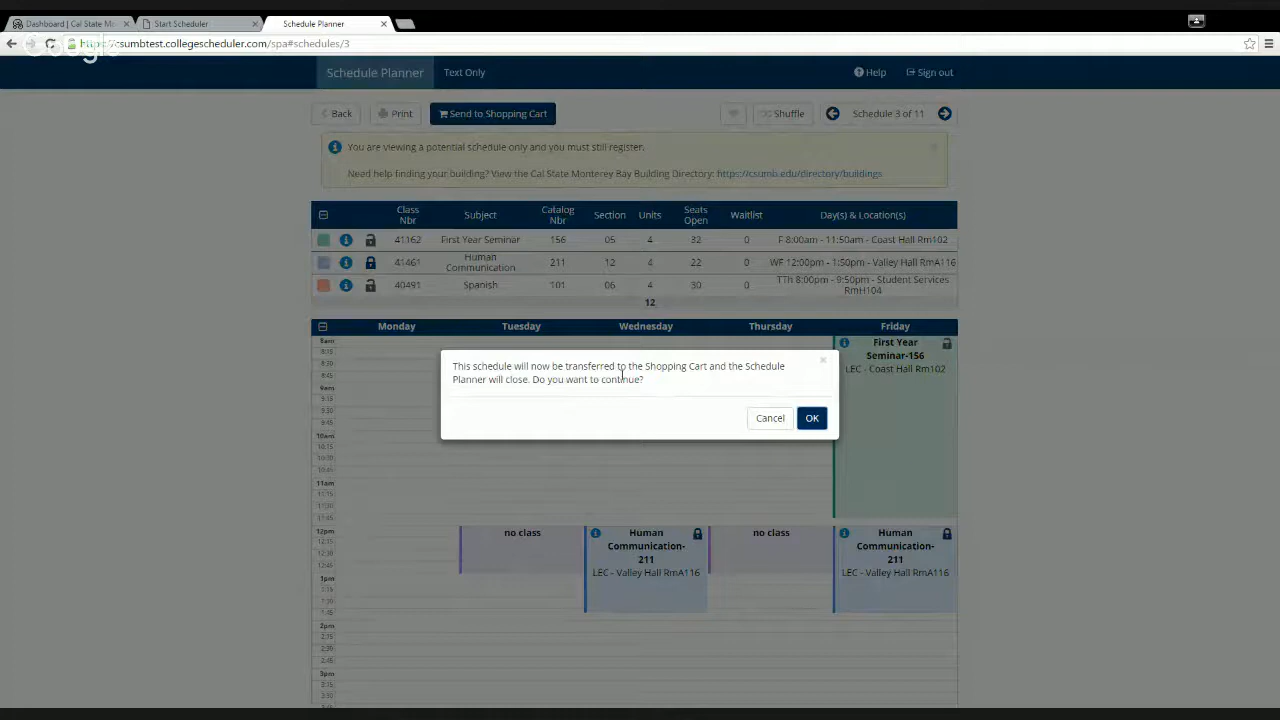 Dashboard | Cal State Mo
Start Scheduler
Schedule Planner
https://csumbtest.collegescheduler.com/spa#schedules/3
Google
Schedule Planner
Text Only
Help
Sign out
Back
Print
Send to Shopping Cart
Shuffle
Schedule 3 of 11
You are viewing a potential schedule only and you must still register.
Need help finding your building? View the Cal State Monterey Bay Building Directory: https://csumb.edu/directory/buildings
Class Nbr Subject Catalog Nbr Section Units Seats Open Waitlist Day(s) & Location(s)
41162 First Year Seminar 156 05 4 32 0 F 8:00am - 11:50am - Coast Hall Rm102
41461 Human Communication 211 12 4 22 0 WF 12:00pm - 1:50pm - Valley Hall RmA116
40491 Spanish 101 06 4 30 0 TTh 8:00pm - 9:50pm - Student Services RmH104
12
Monday Tuesday Wednesday Thursday Friday
8am
8:15
8:30
8:45
9am
9:15
9:30
9:45
10am
10:15
10:30
10:45
11am
11:15
11:30
11:45
12pm
12:15
12:30
12:45
1pm
1:15
1:30
1:45
2pm
2:15
2:30
2:45
3pm
3:15
3:30
3:45
First Year
Seminar-156
LEC - Coast Hall Rm102
This schedule will now be transferred to the Shopping Cart and the Schedule
Planner will close. Do you want to continue?
Cancel
OK
no class
Human
Communication-
211
LEC - Valley Hall RmA116
no class
Human
Communication-
211
LEC - Valley Hall RmA116